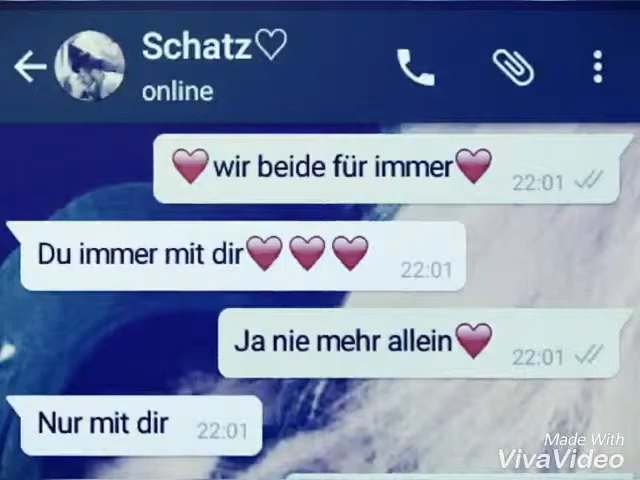 Schatz♡
online
❤wir beide für immer❤ 22:01
Du immer mit dir❤❤❤ 22:01
Ja nie mehr allein❤ 22:01
Nur mit dir 22:01
Made With
VivaVideo